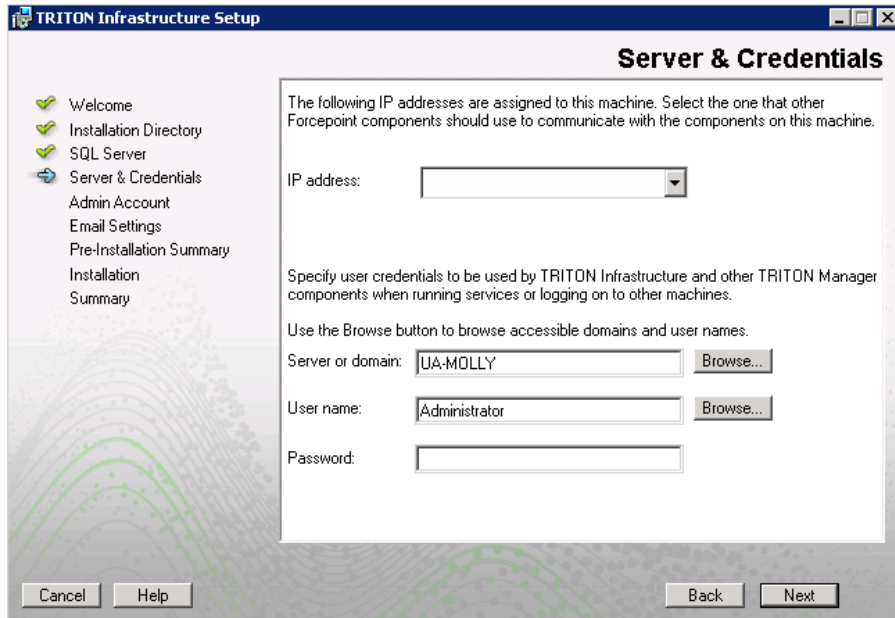 TRITON Infrastructure Setup
Server & Credentials
Welcome
Installation Directory
SQL Server
Server & Credentials
Admin Account
Email Settings
Pre-Installation Summary
Installation
Summary
The following IP addresses are assigned to this machine. Select the one that other
Forcepoint components should use to communicate with the components on this machine.
IP address:
Specify user credentials to be used by TRITON Infrastructure and other TRITON Manager
components when running services or logging on to other machines.
Use the Browse button to browse accessible domains and user names.
Server or domain: UA-MOLLY Browse...
User name: Administrator Browse...
Password:
Cancel Help Back Next